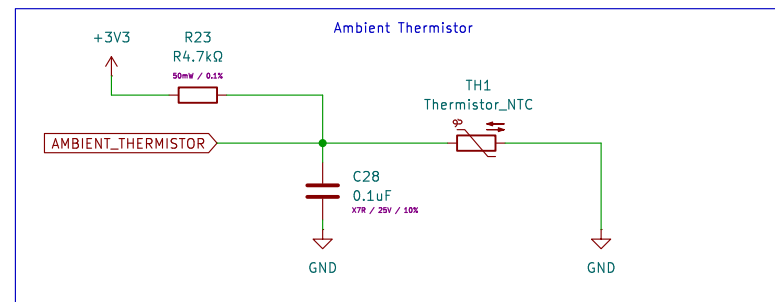 Ambient Thermistor
+3V3
R23
R4.7kΩ
50mW / 0.1%
TH1
Thermistor_NTC
AMBIENT_THERMISTOR
C28
0.1uF
X7R / 25V / 10%
GND
GND